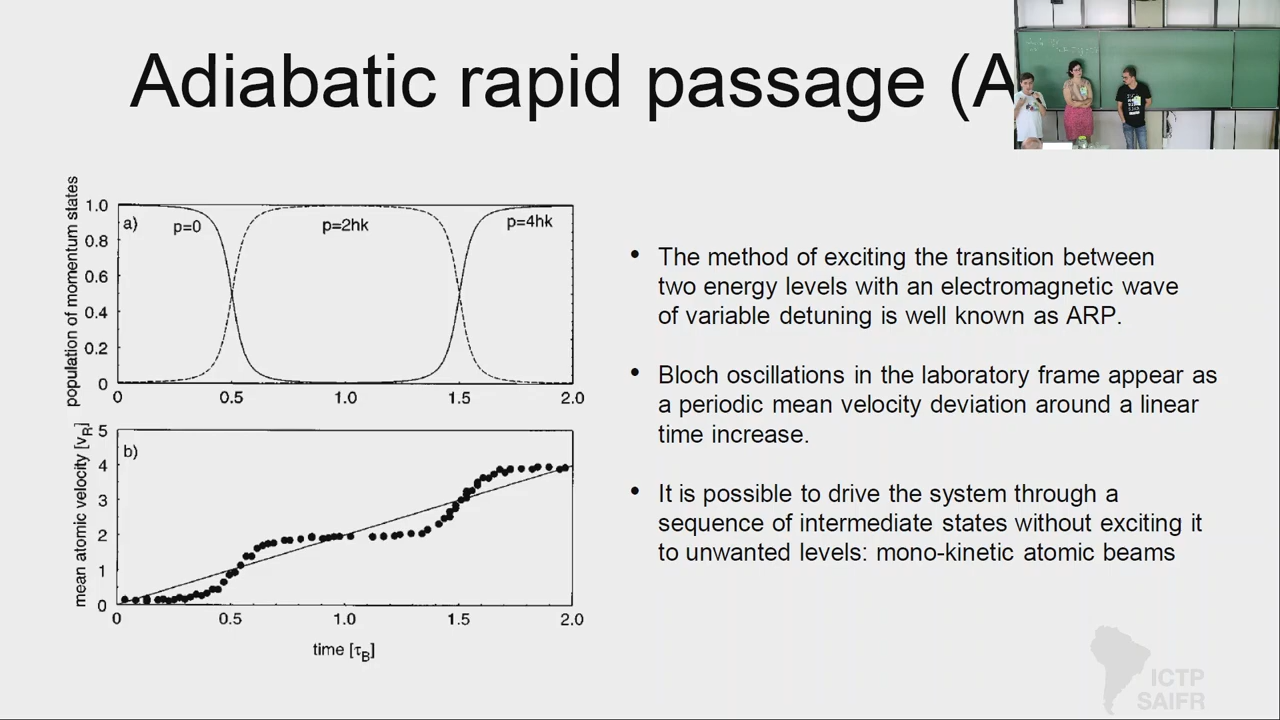 Adiabatic rapid passage (A
population of momentum states
1.0
0.8
0.6
0.4
0.2
0
a)
p=0
p=2hk
p=4hk
0 0.5 1.0 1.5 2.0
mean atomic velocity [vR]
5
4
3
2
1
0
b)
0 0.5 1.0 1.5 2.0
time [τB]
• The method of exciting the transition between
two energy levels with an electromagnetic wave
of variable detuning is well known as ARP.
• Bloch oscillations in the laboratory frame appear as
a periodic mean velocity deviation around a linear
time increase.
• It is possible to drive the system through a
sequence of intermediate states without exciting it
to unwanted levels: mono-kinetic atomic beams
ICTP
SAIFR